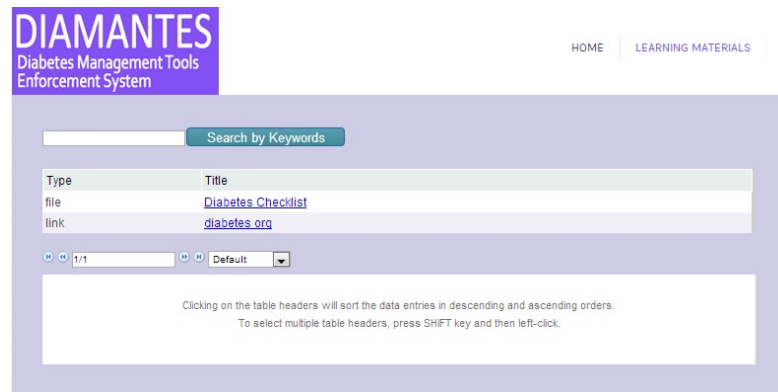 DIAMANTES
Diabetes Management Tools
Enforcement System
HOME LEARNING MATERIALS
Search by Keywords
Type Title
file Diabetes Checklist
link diabetes org
1/1 Default
Clicking on the table headers will sort the data entries in descending and ascending orders.
To select multiple table headers, press SHIFT key and then left-click.